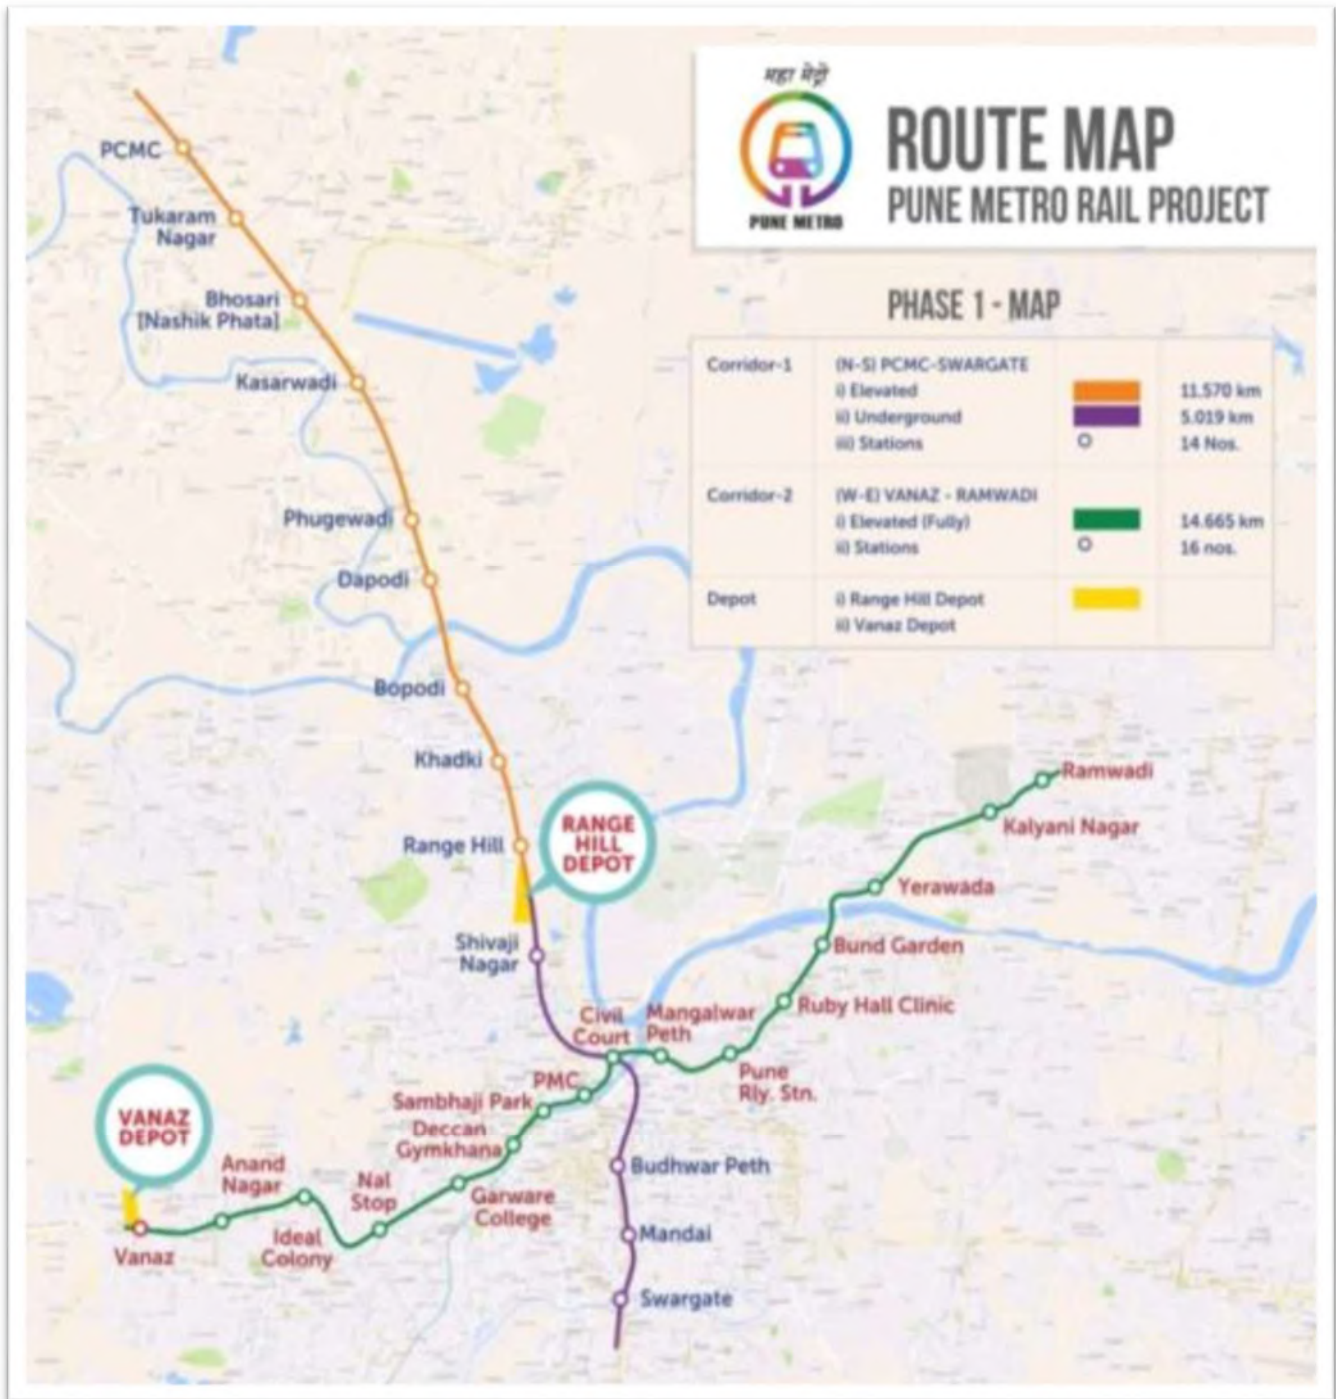 महा मेट्रो
PUNE METRO
ROUTE MAP
PUNE METRO RAIL PROJECT
PHASE 1 - MAP
Corridor-1 (N-S) PCMC-SWARGATE
i) Elevated 11.570 km
ii) Underground 5.019 km
iii) Stations 14 Nos.
Corridor-2 (W-E) VANAZ - RAMWADI
i) Elevated (Fully) 14.665 km
ii) Stations 16 nos.
Depot i) Range Hill Depot
ii) Vanaz Depot
PCMC
Tukaram
Nagar
Bhosari
[Nashik Phata]
Kasarwadi
Phugewadi
Dapodi
Bopodi
Khadki
Range Hill
RANGE
HILL
DEPOT
Shivaji
Nagar
Civil
Court
Mangalwar
Peth
Pune
Rly. Stn.
Ruby Hall Clinic
Bund Garden
Yerawada
Kalyani Nagar
Ramwadi
PMC
Sambhaji Park
Deccan
Gymkhana
Garware
College
Nal
Stop
Ideal
Colony
Anand
Nagar
VANAZ
DEPOT
Vanaz
Budhwar Peth
Mandai
Swargate